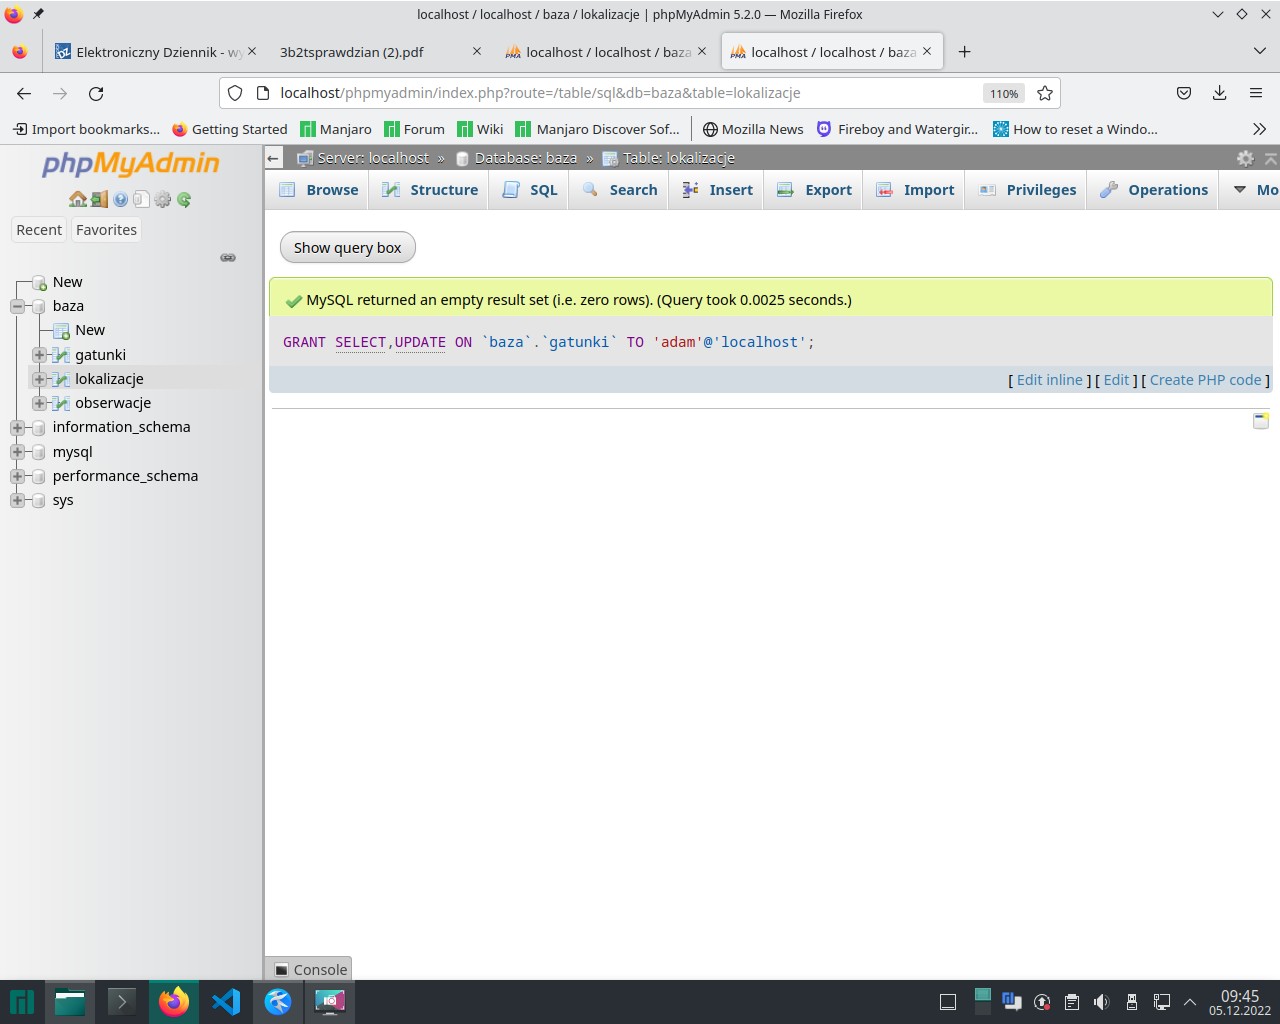 localhost / localhost / baza / lokalizacje | phpMyAdmin 5.2.0 — Mozilla Firefox
Elektroniczny Dziennik - wy
3b2tsprawdzian (2).pdf
localhost / localhost / baza
localhost / localhost / baza
localhost/phpmyadmin/index.php?route=/table/sql&db=baza&table=lokalizacje
110%
Import bookmarks...
Getting Started
Manjaro
Forum
Wiki
Manjaro Discover Sof...
Mozilla News
Fireboy and Watergir...
How to reset a Windo...
phpMyAdmin
Recent
Favorites
New
baza
New
gatunki
lokalizacje
obserwacje
information_schema
mysql
performance_schema
sys
Server: localhost » Database: baza » Table: lokalizacje
Browse
Structure
SQL
Search
Insert
Export
Import
Privileges
Operations
Mo
Show query box
MySQL returned an empty result set (i.e. zero rows). (Query took 0.0025 seconds.)
GRANT SELECT,UPDATE ON `baza`.`gatunki` TO 'adam'@'localhost';
[ Edit inline ] [ Edit ] [ Create PHP code ]
Console
09:45
05.12.2022